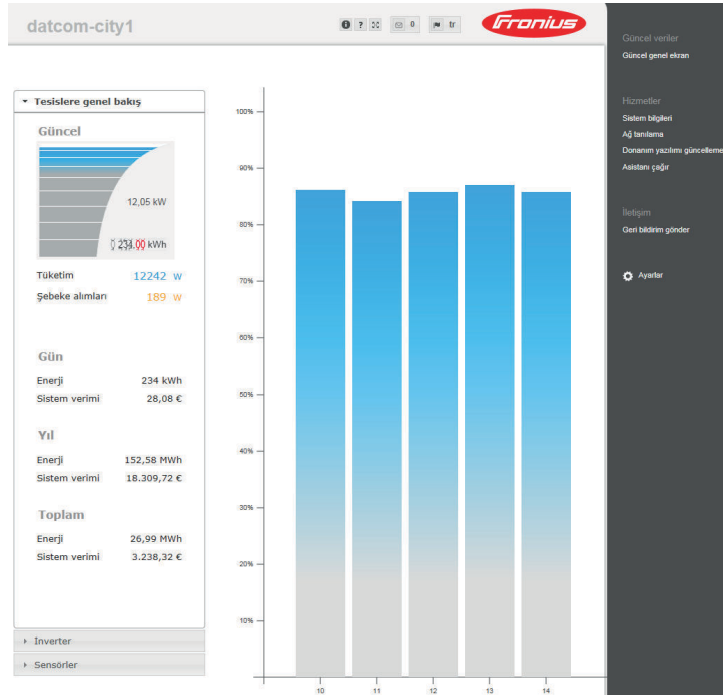 datcom-city1
? 0 tr
Fronius
Güncel veriler
Güncel genel ekran
Hizmetler
Sistem bilgileri
Ağ tanılama
Donanım yazılımı güncelleme
Asistanı çağır
İletişim
Geri bildirim gönder
Ayarlar
Tesislere genel bakış
Güncel
12,05 kW
kWh
Tüketim 12242 W
Şebeke alımları 189 W
Gün
Enerji 234 kWh
Sistem verimi 28,08 €
Yıl
Enerji 152,58 MWh
Sistem verimi 18.309,72 €
Toplam
Enerji 26,99 MWh
Sistem verimi 3.238,32 €
İnverter
Sensörler
100%
90%
80%
70%
60%
50%
40%
30%
20%
10%
10 11 12 13 14